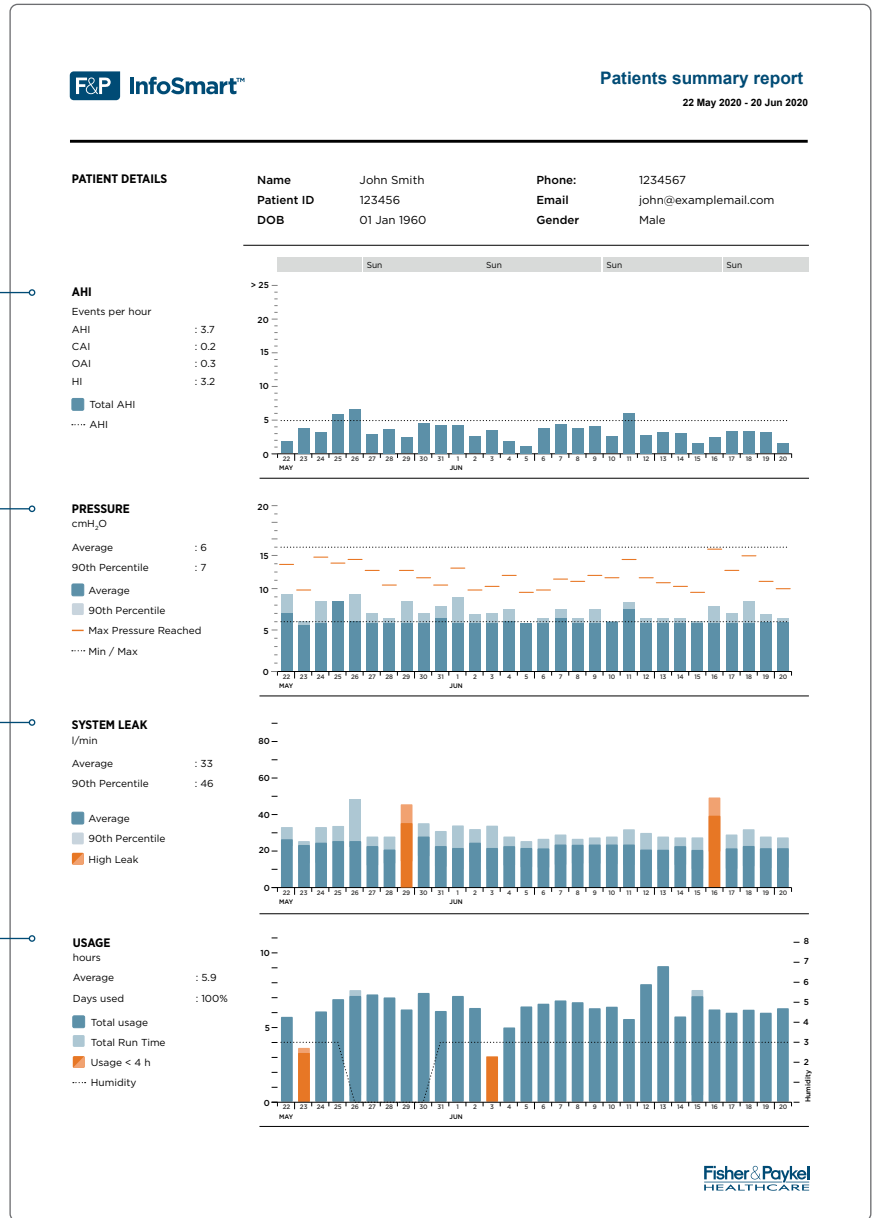 F&P InfoSmart™
Patients summary report
22 May 2020 - 20 Jun 2020
PATIENT DETAILS
Name John Smith Phone: 1234567
Patient ID 123456 Email john@examplemail.com
DOB 01 Jan 1960 Gender Male
Sun Sun Sun Sun
AHI
Events per hour
AHI : 3.7
CAI : 0.2
OAI : 0.3
HI : 3.2
Total AHI
AHI
> 25
20
15
10
5
0
22 23 24 25 26 27 28 29 30 31 1 2 3 4 5 6 7 8 9 10 11 12 13 14 15 16 17 18 19 20
MAY JUN
PRESSURE
cmH₂O
Average : 6
90th Percentile : 7
Average
90th Percentile
Max Pressure Reached
Min / Max
20
15
10
5
0
22 23 24 25 26 27 28 29 30 31 1 2 3 4 5 6 7 8 9 10 11 12 13 14 15 16 17 18 19 20
MAY JUN
SYSTEM LEAK
l/min
Average : 33
90th Percentile : 46
Average
90th Percentile
High Leak
80
60
40
20
0
22 23 24 25 26 27 28 29 30 31 1 2 3 4 5 6 7 8 9 10 11 12 13 14 15 16 17 18 19 20
MAY JUN
USAGE
hours
Average : 5.9
Days used : 100%
Total usage
Total Run Time
Usage < 4 h
Humidity
10
5
0
8
7
6
5
4
3
2
Humidity
22 23 24 25 26 27 28 29 30 31 1 2 3 4 5 6 7 8 9 10 11 12 13 14 15 16 17 18 19 20
MAY JUN
Fisher & Paykel
HEALTHCARE